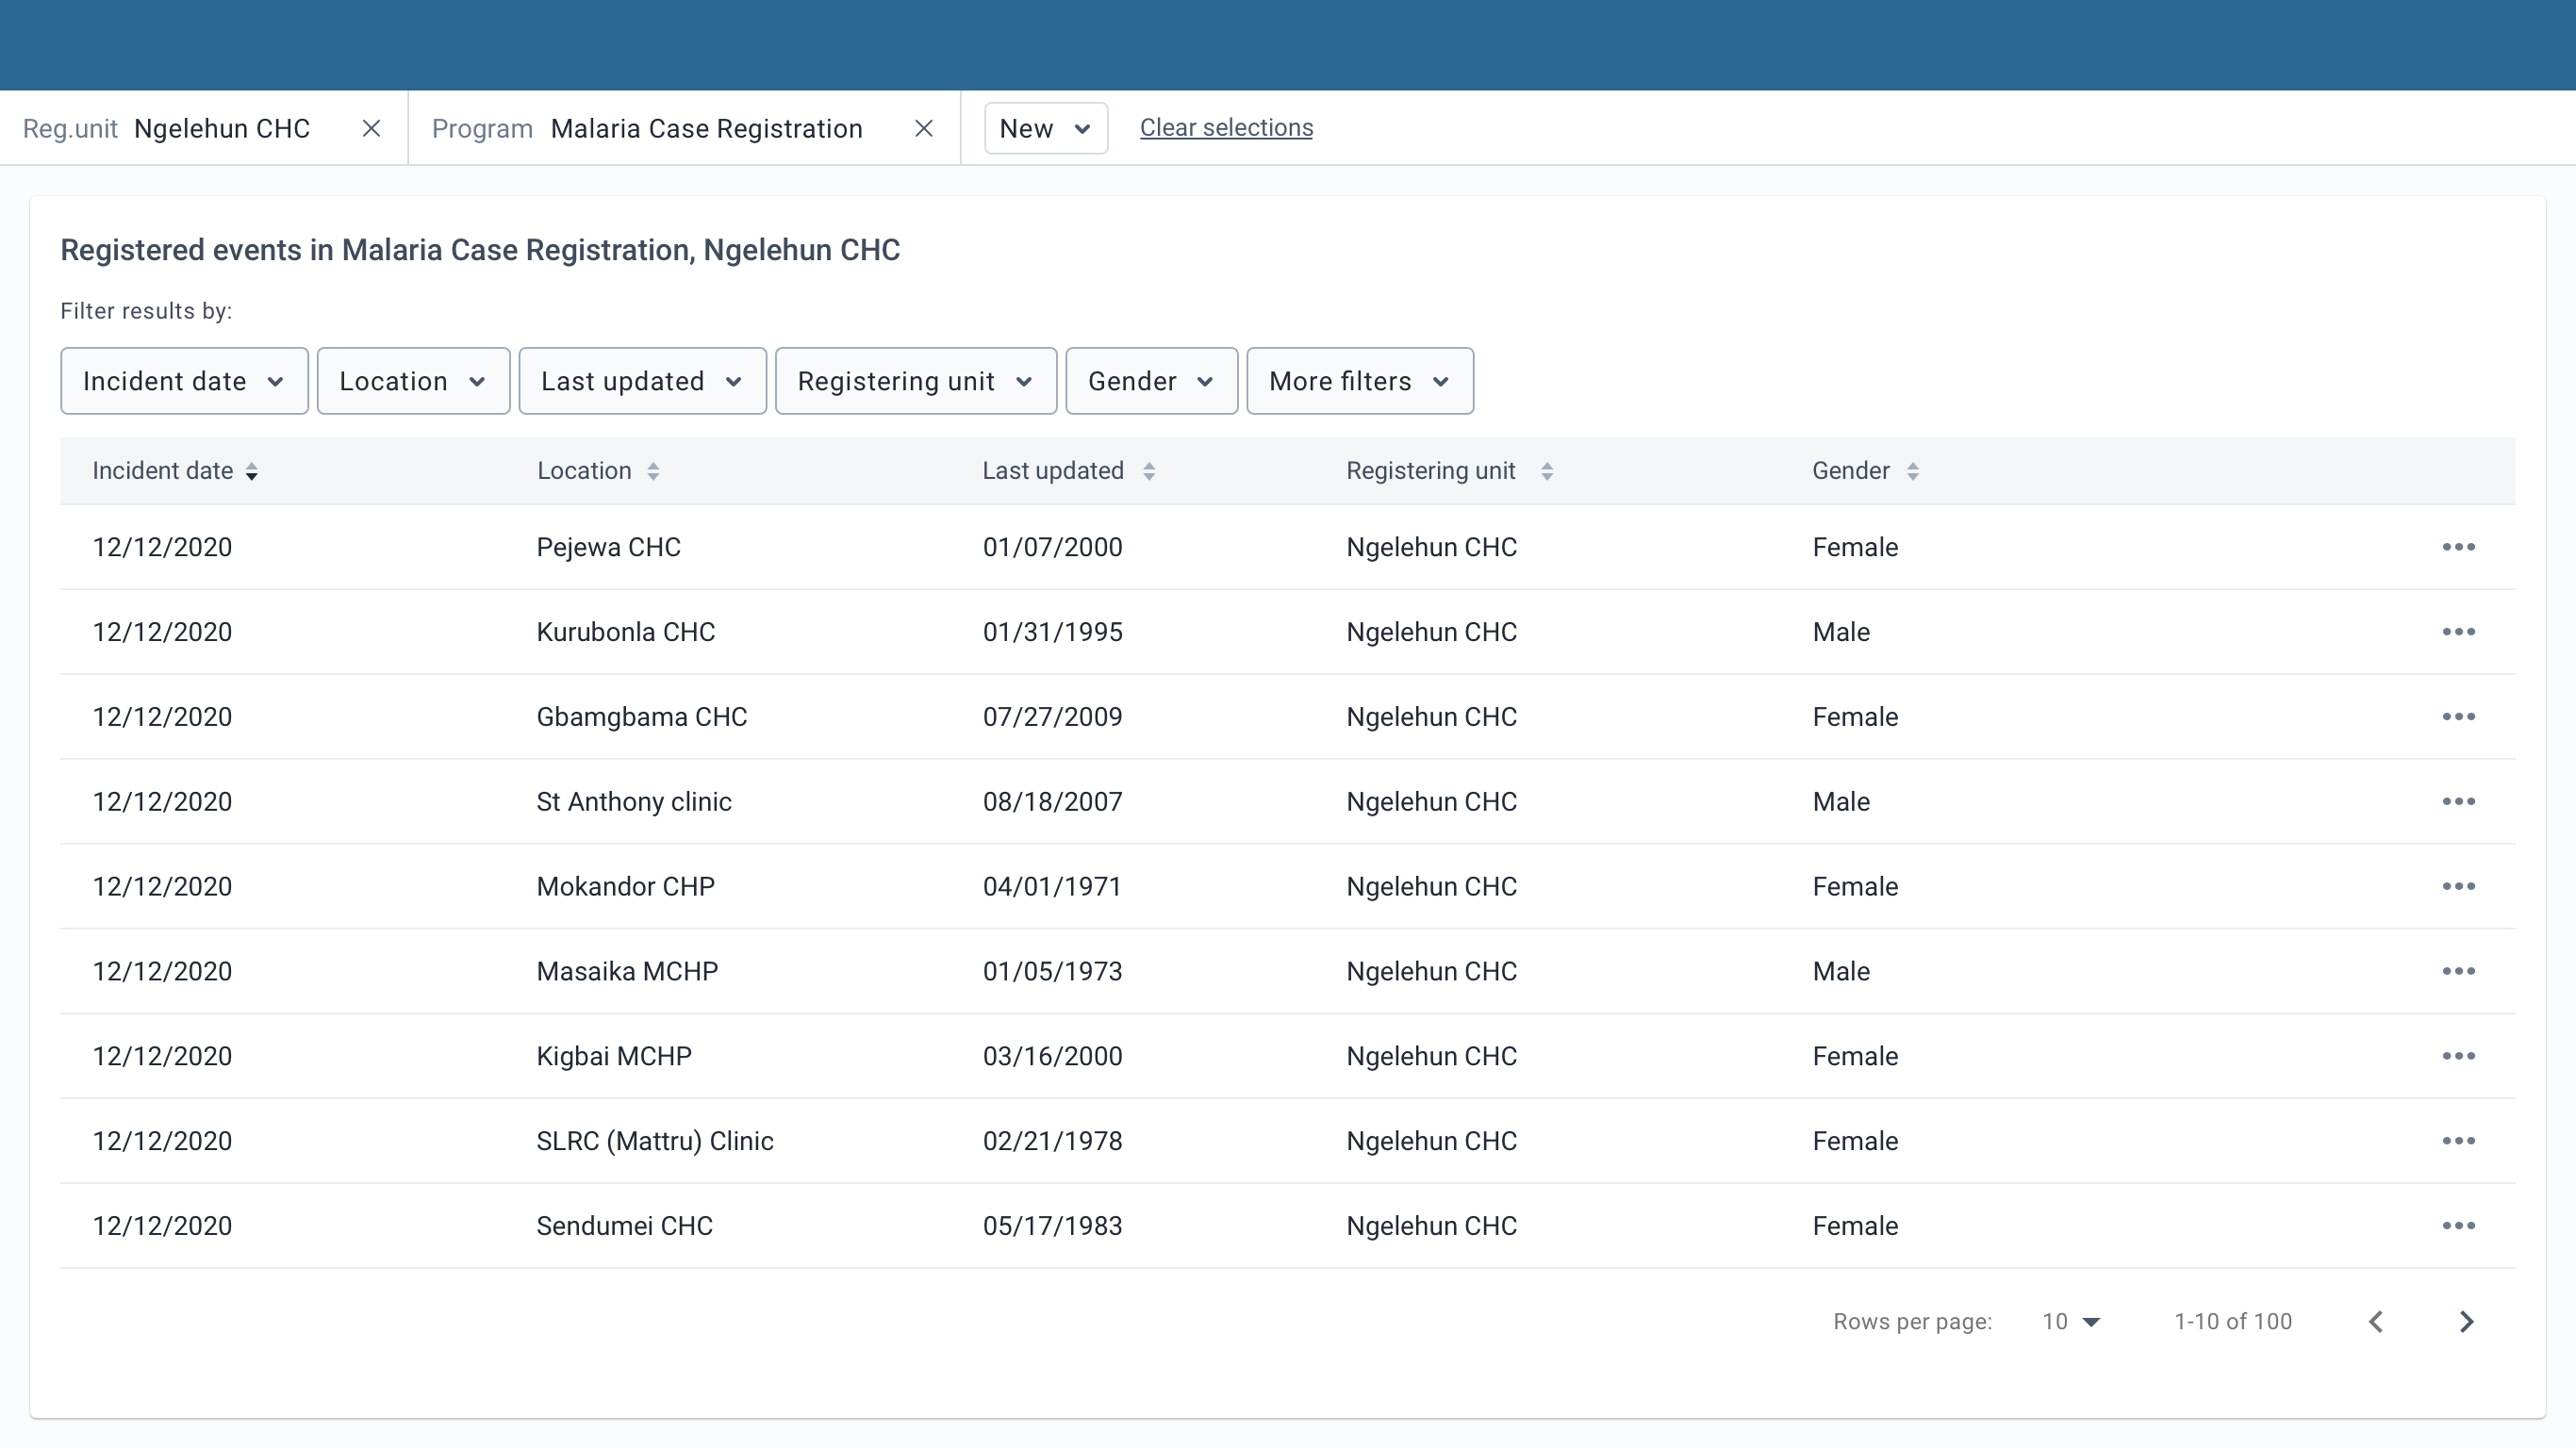 Reg.unit Ngelehun CHC Program Malaria Case Registration New Clear selections
Registered events in Malaria Case Registration, Ngelehun CHC
Filter results by:
Incident date Location Last updated Registering unit Gender More filters
Incident date Location Last updated Registering unit Gender
12/12/2020 Pejewa CHC 01/07/2000 Ngelehun CHC Female
12/12/2020 Kurubonla CHC 01/31/1995 Ngelehun CHC Male
12/12/2020 Gbamgbama CHC 07/27/2009 Ngelehun CHC Female
12/12/2020 St Anthony clinic 08/18/2007 Ngelehun CHC Male
12/12/2020 Mokandor CHP 04/01/1971 Ngelehun CHC Female
12/12/2020 Masaika MCHP 01/05/1973 Ngelehun CHC Male
12/12/2020 Kigbai MCHP 03/16/2000 Ngelehun CHC Female
12/12/2020 SLRC (Mattru) Clinic 02/21/1978 Ngelehun CHC Female
12/12/2020 Sendumei CHC 05/17/1983 Ngelehun CHC Female
Rows per page: 10 1-10 of 100